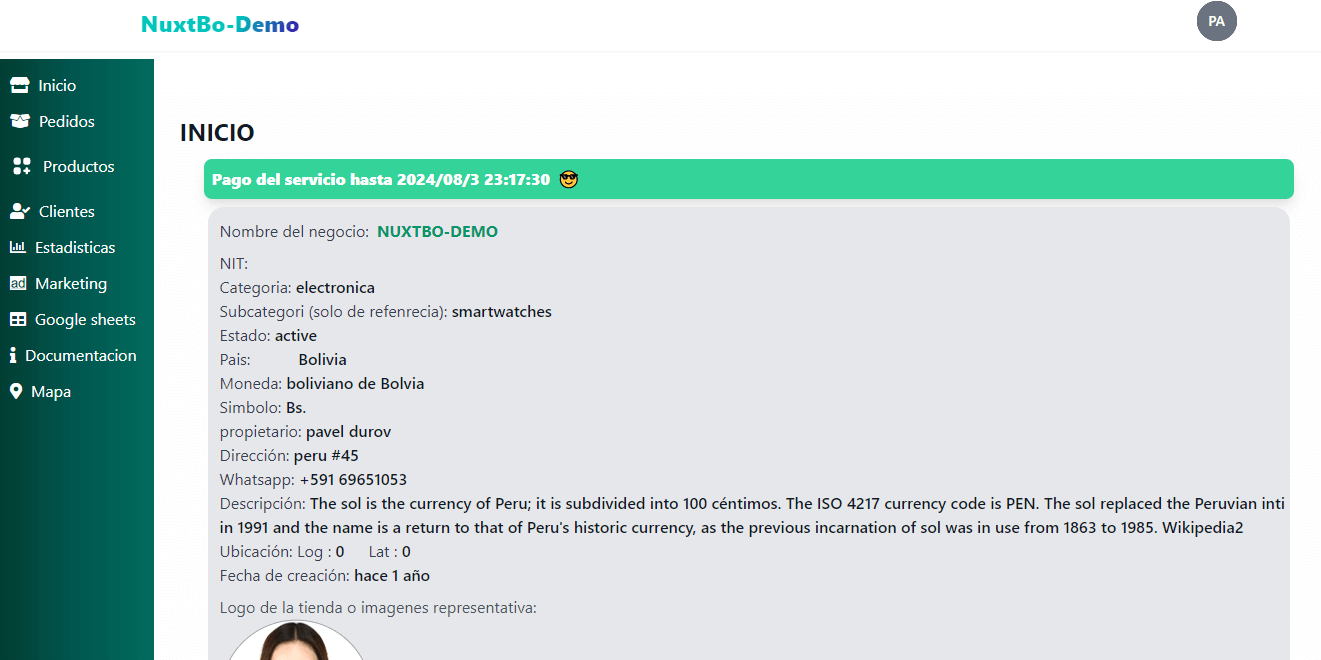 NuxtBo-Demo
PA
Inicio
Pedidos
Productos
Clientes
Estadisticas
ad Marketing
Google sheets
Documentacion
Mapa
INICIO
Pago del servicio hasta 2024/08/3 23:17:30 😎
Nombre del negocio: NUXTBO-DEMO
NIT:
Categoria: electronica
Subcategori (solo de refenrecia): smartwatches
Estado: active
Pais: Bolivia
Moneda: boliviano de Bolvia
Simbolo: Bs.
propietario: pavel durov
Dirección: peru #45
Whatsapp: +591 69651053
Descripción: The sol is the currency of Peru; it is subdivided into 100 céntimos. The ISO 4217 currency code is PEN. The sol replaced the Peruvian inti
in 1991 and the name is a return to that of Peru's historic currency, as the previous incarnation of sol was in use from 1863 to 1985. Wikipedia2
Ubicación: Log : 0 Lat : 0
Fecha de creación: hace 1 año
Logo de la tienda o imagenes representativa: